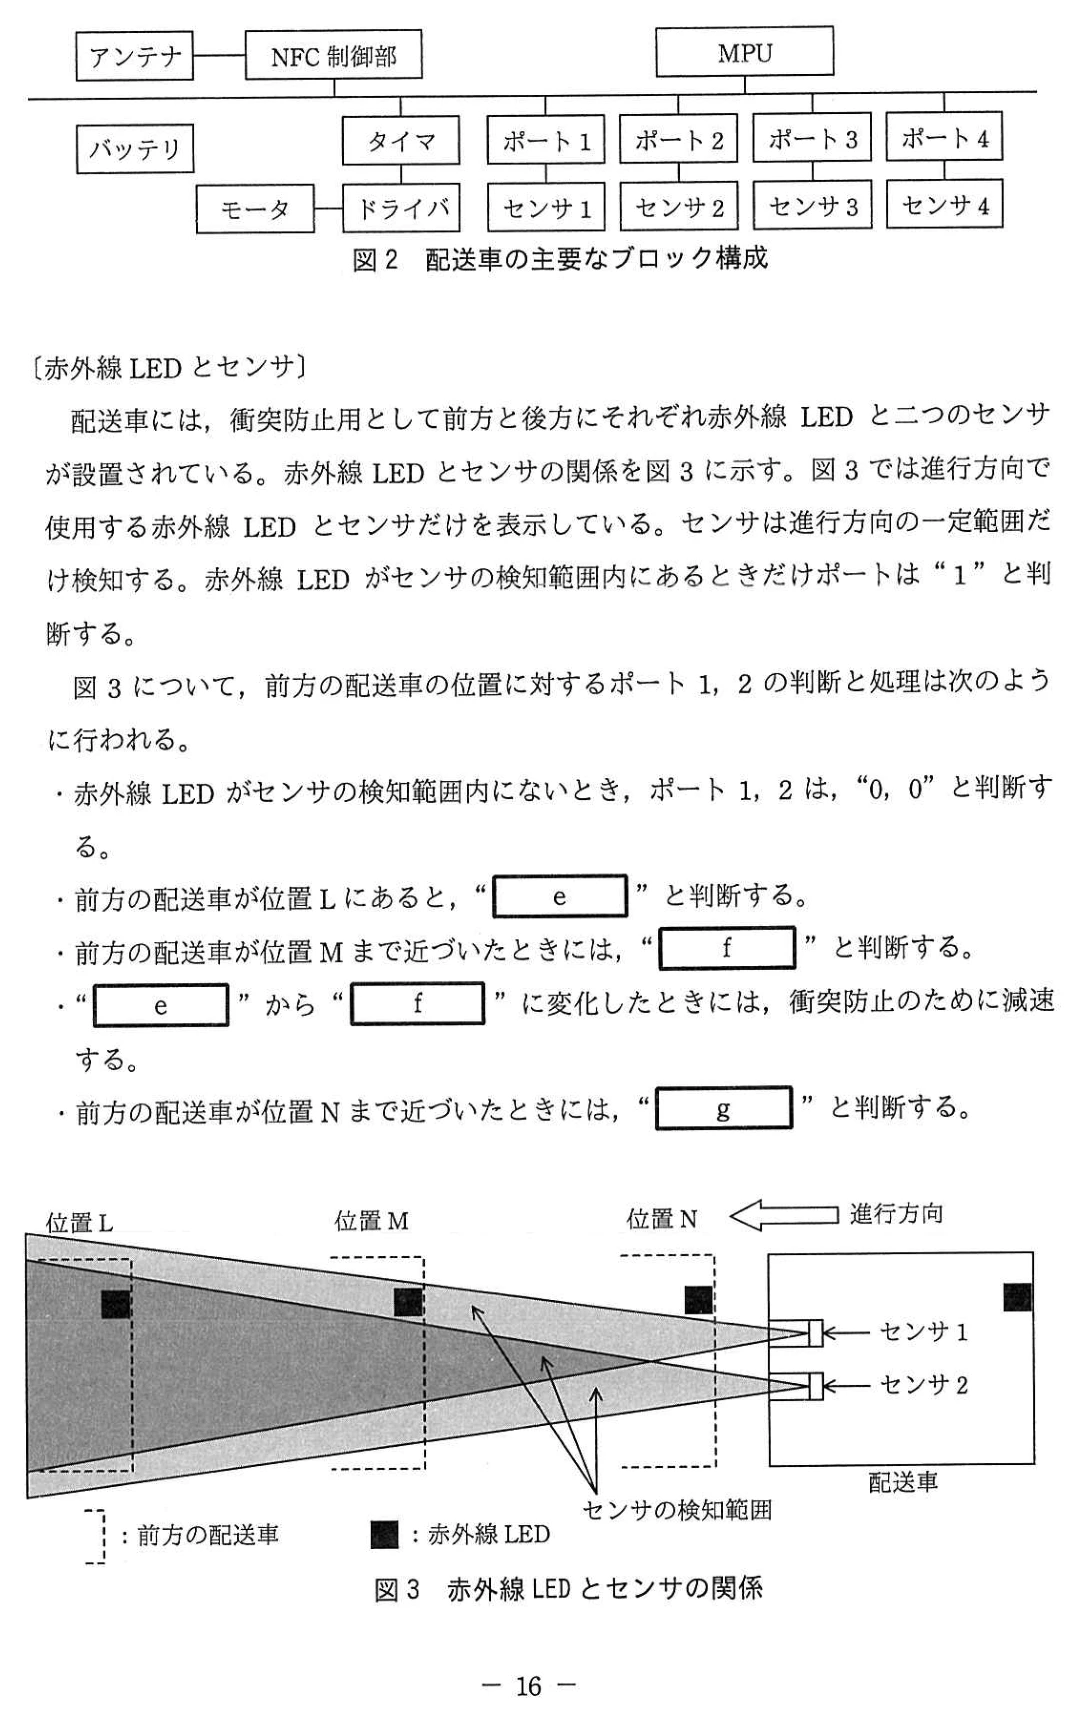 アンテナ NFC 制御部 MPU
バッテリ タイマ ポート 1 ポート 2 ポート 3 ポート 4
モータ ドライバ センサ 1 センサ 2 センサ 3 センサ 4
図 2 配送車の主要なブロック構成
〔赤外線 LED とセンサ〕
配送車には，衝突防止用として前方と後方にそれぞれ赤外線 LED と二つのセンサ
が設置されている。赤外線 LED とセンサの関係を図 3 に示す。図 3 では進行方向で
使用する赤外線 LED とセンサだけを表示している。センサは進行方向の一定範囲だ
け検知する。赤外線 LED がセンサの検知範囲内にあるときだけポートは“1”と判
断する。
図 3 について，前方の配送車の位置に対するポート 1，2 の判断と処理は次のよう
に行われる。
・赤外線 LED がセンサの検知範囲内にないとき，ポート 1，2 は，“0，0”と判断す
る。
・前方の配送車が位置 L にあると，“ e ”と判断する。
・前方の配送車が位置 M まで近づいたときには，“ f ”と判断する。
・“ e ”から“ f ”に変化したときには，衝突防止のために減速
する。
・前方の配送車が位置 N まで近づいたときには，“ g ”と判断する。
位置 L 位置 M 位置 N 進行方向
センサ 1
センサ 2
配送車
センサの検知範囲
：前方の配送車 ：赤外線 LED
図 3 赤外線 LED とセンサの関係
－ 16 －